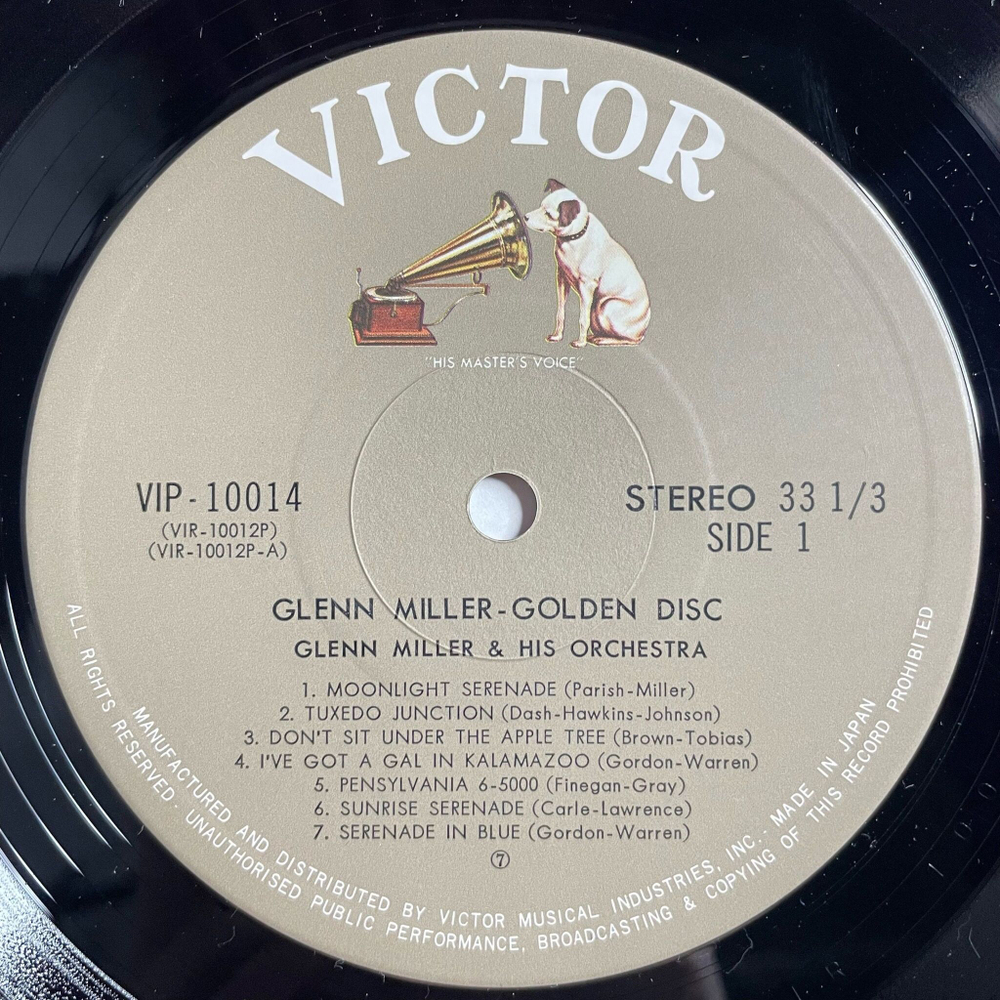 VICTOR
"HIS MASTER'S VOICE"
VIP-10014
(VIR-10012P)
(VIR-10012P-A)
STEREO 33 1/3
SIDE 1
GLENN MILLER-GOLDEN DISC
GLENN MILLER & HIS ORCHESTRA
1. MOONLIGHT SERENADE (Parish-Miller)
2. TUXEDO JUNCTION (Dash-Hawkins-Johnson)
3. DON'T SIT UNDER THE APPLE TREE (Brown-Tobias)
4. I'VE GOT A GAL IN KALAMAZOO (Gordon-Warren)
5. PENSYLVANIA 6-5000 (Finegan-Gray)
6. SUNRISE SERENADE (Carle-Lawrence)
7. SERENADE IN BLUE (Gordon-Warren)
⑦
MANUFACTURED AND DISTRIBUTED BY VICTOR MUSICAL INDUSTRIES, INC.· MADE IN JAPAN
ALL RIGHTS RESERVED· UNAUTHORISED PUBLIC PERFORMANCE, BROADCASTING & COPYING OF THIS RECORD PROHIBITED